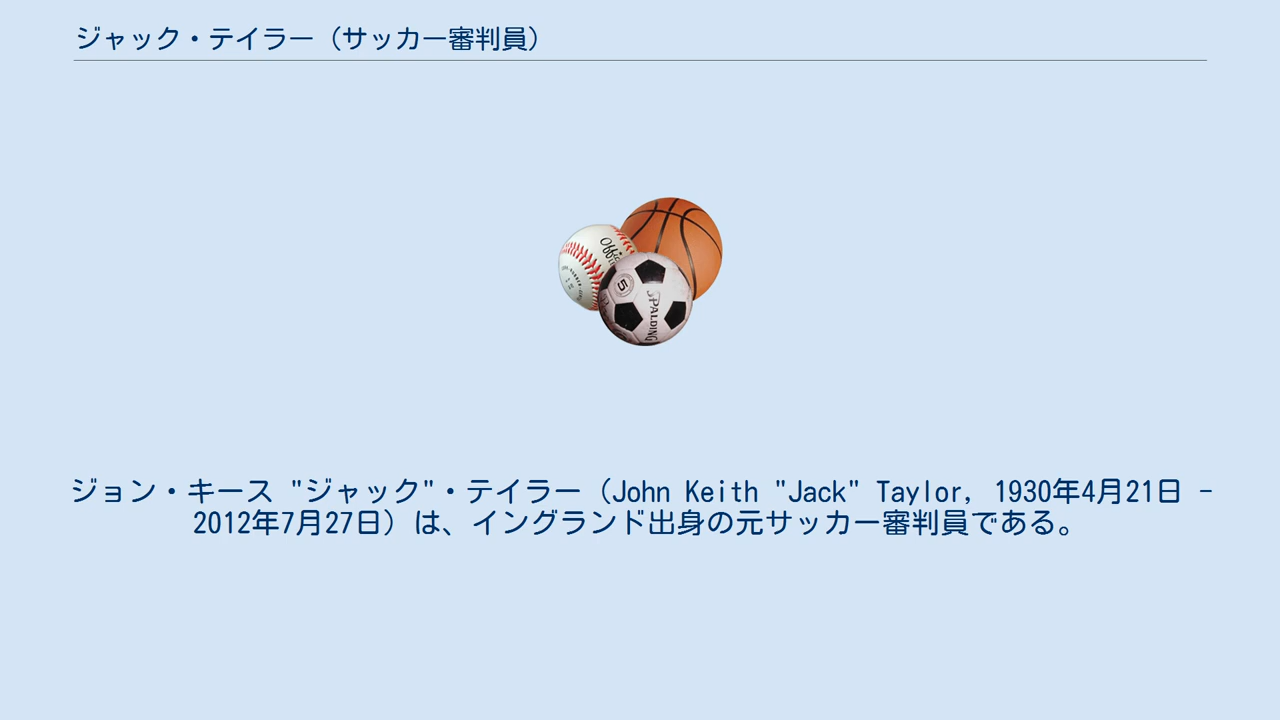 ジャック・テイラー (サッカー審判員)
Offic
5
SPALDING
ジョン・キース "ジャック"・テイラー（John Keith "Jack" Taylor, 1930年4月21日 -
2012年7月27日）は、イングランド出身の元サッカー審判員である。